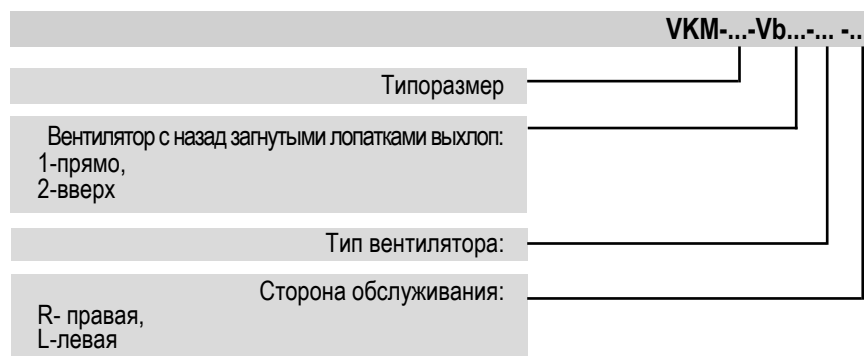 VKM-...-Vb...-... -..
Типоразмер
Вентилятор с назад загнутыми лопатками выхлоп:
1-прямо,
2-вверх
Тип вентилятора:
Сторона обслуживания:
R- правая,
L-левая